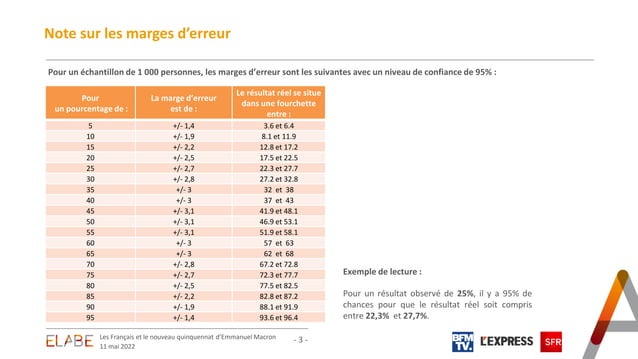 Note sur les marges d’erreur
Pour un échantillon de 1 000 personnes, les marges d’erreur sont les suivantes avec un niveau de confiance de 95% :
Pour
un pourcentage de :
La marge d’erreur
est de :
Le résultat réel se situe
dans une fourchette
entre :
5 +/- 1,4 3.6 et 6.4
10 +/- 1,9 8.1 et 11.9
15 +/- 2,2 12.8 et 17.2
20 +/- 2,5 17.5 et 22.5
25 +/- 2,7 22.3 et 27.7
30 +/- 2,8 27.2 et 32.8
35 +/- 3 32 et 38
40 +/- 3 37 et 43
45 +/- 3,1 41.9 et 48.1
50 +/- 3,1 46.9 et 53.1
55 +/- 3,1 51.9 et 58.1
60 +/- 3 57 et 63
65 +/- 3 62 et 68
70 +/- 2,8 67.2 et 72.8
75 +/- 2,7 72.3 et 77.7
80 +/- 2,5 77.5 et 82.5
85 +/- 2,2 82.8 et 87.2
90 +/- 1,9 88.1 et 91.9
95 +/- 1,4 93.6 et 96.4
Exemple de lecture :
Pour un résultat observé de 25%, il y a 95% de
chances pour que le résultat réel soit compris
entre 22,3% et 27,7%.
ELABE
Les Français et le nouveau quinquennat d’Emmanuel Macron
11 mai 2022
- 3 -
BFM
TV.
L'EXPRESS
SFR